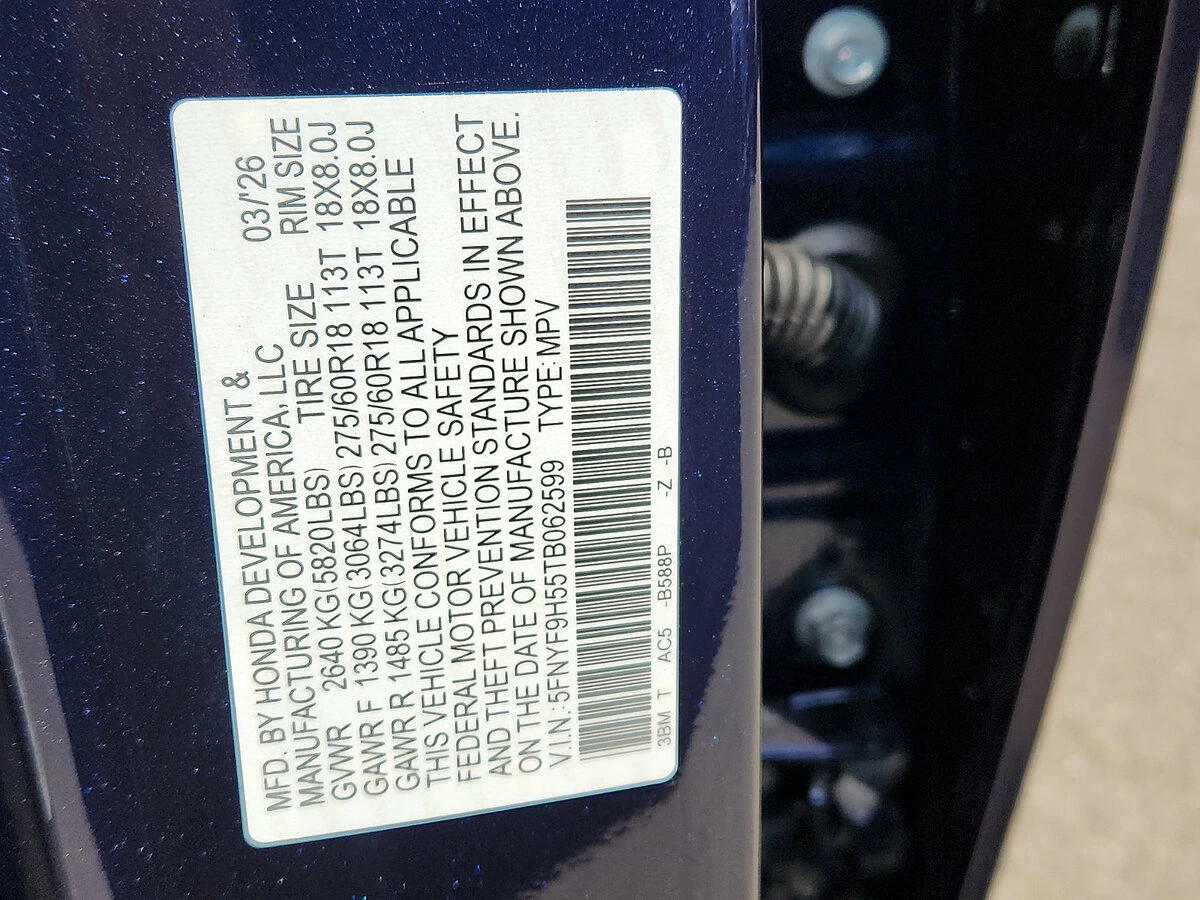 MFD. BY HONDA DEVELOPMENT &
MANUFACTURING OF AMERICA, LLC 03/'26
GVWR 2640 KG(5820LBS) TIRE SIZE RIM SIZE
GAWR F 1390 KG(3064LBS) 275/60R18 113T 18X8.0J
GAWR R 1485 KG(3274LBS) 275/60R18 113T 18X8.0J
THIS VEHICLE CONFORMS TO ALL APPLICABLE
FEDERAL MOTOR VEHICLE SAFETY
AND THEFT PREVENTION STANDARDS IN EFFECT
ON THE DATE OF MANUFACTURE SHOWN ABOVE.
V.I.N.:5FNYF9H55TB062599 TYPE:MPV
3BM T AC5 -B588P -Z -B